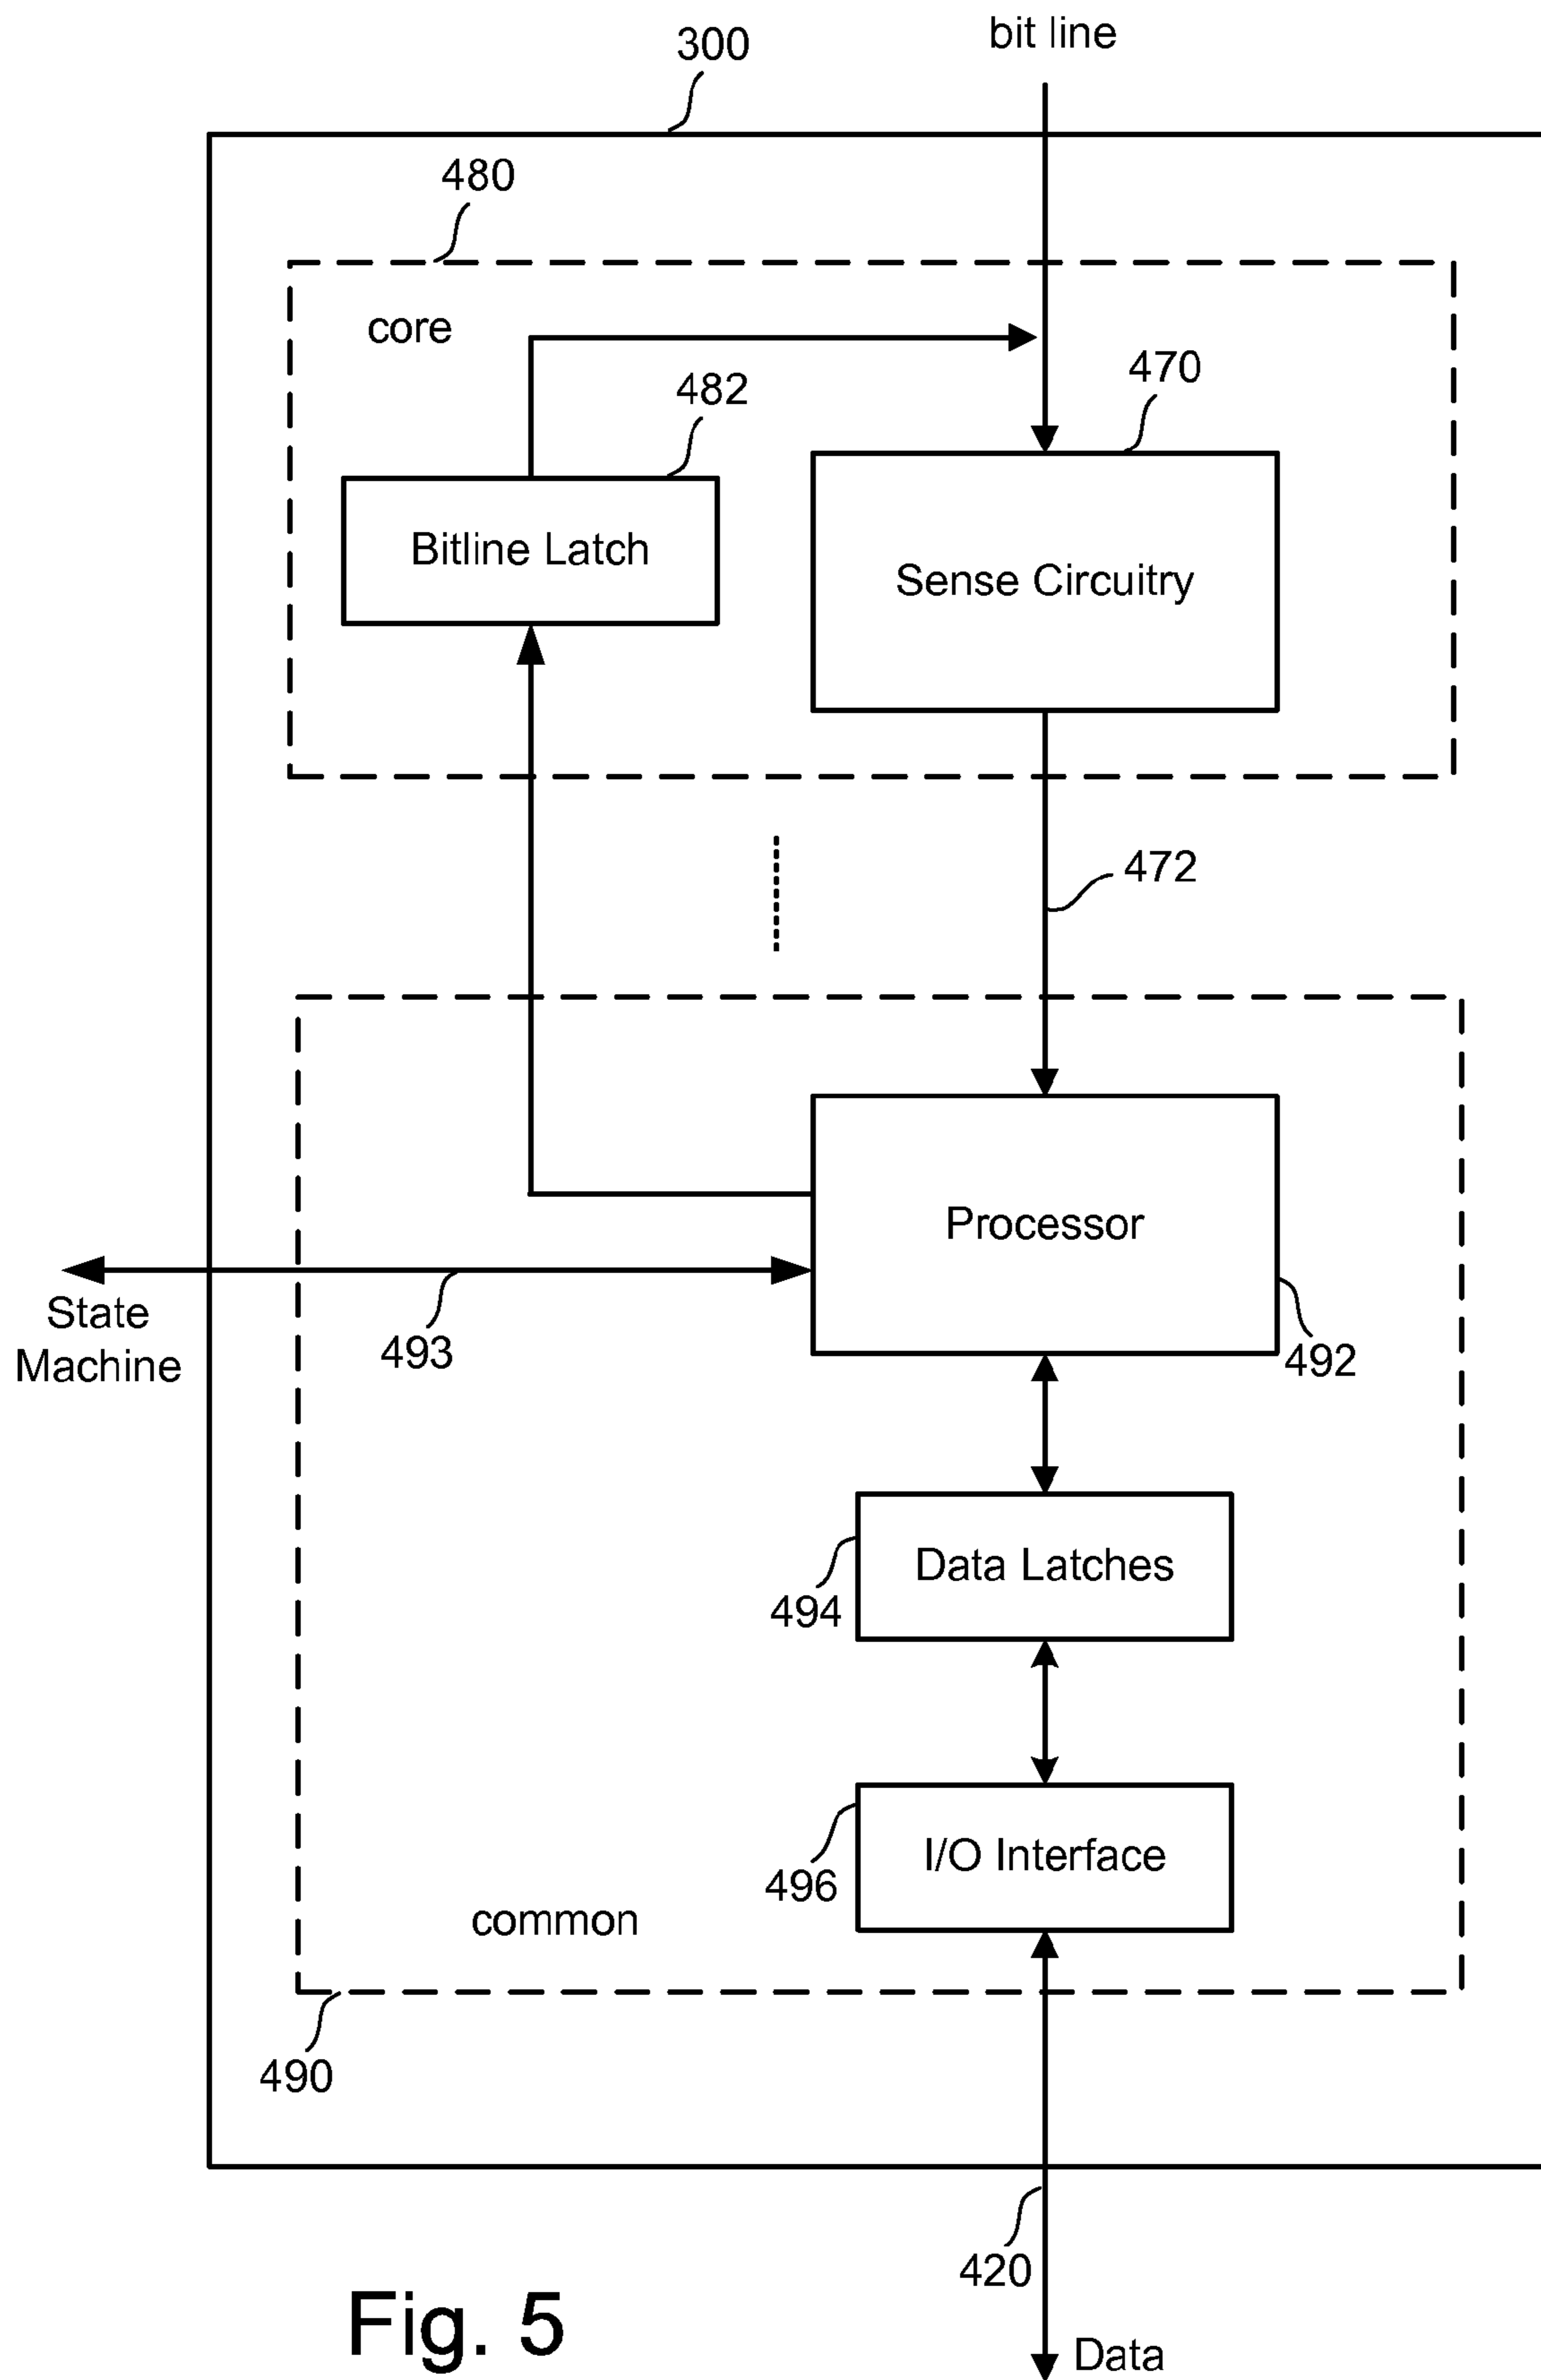 bit line
300
480
core
470
482
Bitline Latch
Sense Circuitry
472
Processor
State
Machine
493
492
Data Latches
494
I/O Interface
496
common
490
420
Fig. 5
Data